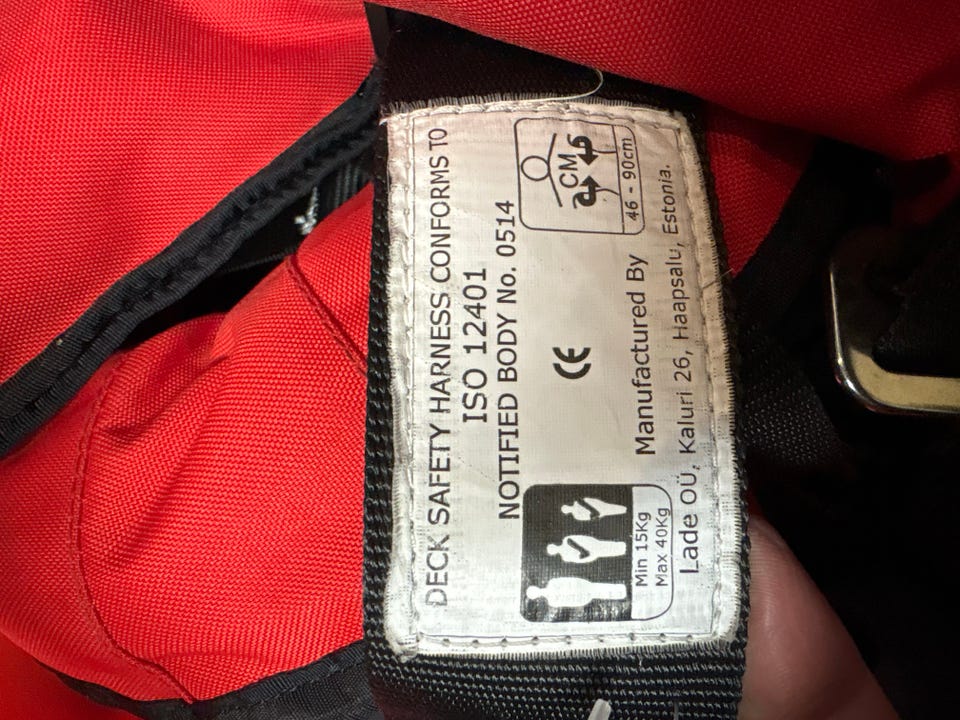 DECK SAFETY HARNESS CONFORMS TO
ISO 12401
NOTIFIED BODY No. 0514
CE
CM
46 - 90cm
Min 15Kg
Max 40Kg
Manufactured By
Lade OÜ, Kaluri 26, Haapsalu, Estonia.